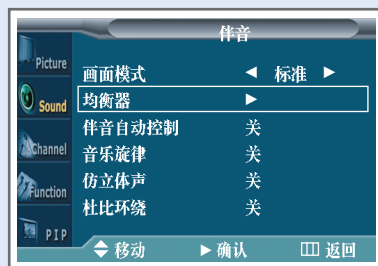 伴音
Picture
画面模式 ◀ 标准 ▶
Sound
均衡器 ▶
伴音自动控制 关
Channel
音乐旋律 关
Function
仿立体声 关
杜比环绕 关
PIP
移动 ▶确认 返回